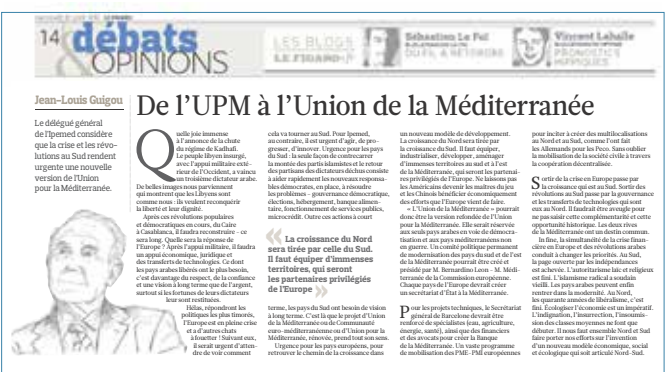 14 débats
& OPINIONS
LES BLOGS
LE FIGARO.fr
Sébastien Le Fol
Vincent Lahalle
PRONOSTICS
HIPPIQUES
Jean-Louis Guigou
Le délégué général
de l'Ipemed considère
que la crise et les révo-
lutions au Sud rendent
urgente une nouvelle
version de l'Union
pour la Méditerranée.
De l'UPM à l'Union de la Méditerranée
Quelle joie immense
à l'annonce de la chute
du régime de Kadhafi.
Le peuple libyen insurgé,
avec l'appui militaire exté-
rieur de l'Occident, a vaincu
un troisième dictateur arabe.
De belles images nous parviennent
qui montrent que les Libyens sont
comme nous : ils veulent reconquérir
la liberté et leur dignité.
Après ces révolutions populaires
et démocratiques en cours, du Caire
à Casablanca, il faudra reconstruire - ce
sera long. Quelle sera la réponse de
l'Europe ? Après l'appui militaire, il faudra
un appui économique, juridique et
des transferts de technologies. Ce dont
les pays arabes libérés ont le plus besoin,
c'est davantage du respect, de la confiance
et une vision à long terme que de l'argent,
surtout si les fortunes de leurs dictateurs
leur sont restituées.
Hélas, répondront les
politiques les plus timorés,
l'Europe est en pleine crise
et a d'autres chats
à fouetter ! Suivant eux,
il serait urgent d'atten-
dre de voir comment
cela va tourner au Sud. Pour Ipemed,
au contraire, il est urgent d'agir, de pro-
gresser, d'innover. Urgence pour les pays
du Sud : la seule façon de contrecarrer
la montée des partis islamistes et le retour
des partisans des dictateurs déchus consiste
à aider rapidement les nouveaux responsa-
bles démocrates, en place, à résoudre
les problèmes - gouvernance démocratique,
élections, hébergement, banque alimen-
taire, fonctionnement de services publics,
microcrédit. Outre ces actions à court
« La croissance du Nord
sera tirée par celle du Sud.
Il faut équiper d'immenses
territoires, qui seront
les partenaires privilégiés
de l'Europe »
terme, les pays du Sud ont besoin de vision
à long terme. C'est là que le projet d'Union
de la Méditerranée ou de Communauté
euro-méditerranéenne ou d'Union pour la
Méditerranée, rénovée, prend tout son sens.
Urgence pour les pays européens, pour
retrouver le chemin de la croissance dans
un nouveau modèle de développement.
La croissance du Nord sera tirée par
la croissance du Sud. Il faut équiper,
industrialiser, développer, aménager
d'immenses territoires au sud et à l'est
de la Méditerranée, qui seront les partenai-
res privilégiés de l'Europe. Ne laissons pas
les Américains devenir les maîtres du jeu
et les Chinois bénéficier économiquement
des efforts que l'Europe vient de faire.
« L'Union de la Méditerranée » pourrait
donc être la version refondée de l'Union
pour la Méditerranée. Elle serait réservée
aux seuls pays arabes en voie de démocra-
tisation et aux pays méditerranéens non
en guerre. Un comité politique permanent
de modernisation des pays du sud et de l'est
de la Méditerranée pourrait être créé et
présidé par M. Bernardino Leon - M. Médi-
terranée de la Commission européenne.
Chaque pays de l'Europe devrait créer
un secrétariat d'État à la Méditerranée.
Pour les projets techniques, le Secrétariat
général de Barcelone devrait être
renforcé de spécialistes (eau, agriculture,
énergie, santé), ainsi que des financiers
et des avocats pour créer la Banque
de la Méditerranée. Un vaste programme
de mobilisation des PME-PMI européennes
pour inciter à créer des multilocalisations
au Nord et au Sud, comme l'ont fait
les Allemands pour les Peco. Sans oublier
la mobilisation de la société civile à travers
la coopération décentralisée.
Sortir de la crise en Europe passe par
la croissance qui est au Sud. Sortir des
révolutions au Sud passe par la gouvernance
et les transferts de technologies qui sont
eux au Nord. Il faudrait être aveugle pour
ne pas saisir cette complémentarité et cette
opportunité historique. Les deux rives
de la Méditerranée ont un destin commun.
In fine, la simultanéité de la crise finan-
cière en Europe et des révolutions arabes
conduit à changer les priorités. Au Sud,
la page ouverte par les indépendances
est achevée. L'autoritarisme laïc et religieux
est fini. L'islamisme radical a soudain
vieilli. Les pays arabes peuvent enfin
rentrer dans la modernité. Au Nord,
les quarante années de libéralisme, c'est
fini. Écologiser l'économie est un impératif.
L'indignation, l'insurrection, l'insoumis-
sion des classes moyennes ne font que
débuter. Il nous faut ensemble Nord et Sud
faire porter nos efforts sur l'invention
d'un nouveau modèle économique, social
et écologique qui soit articulé Nord-Sud.